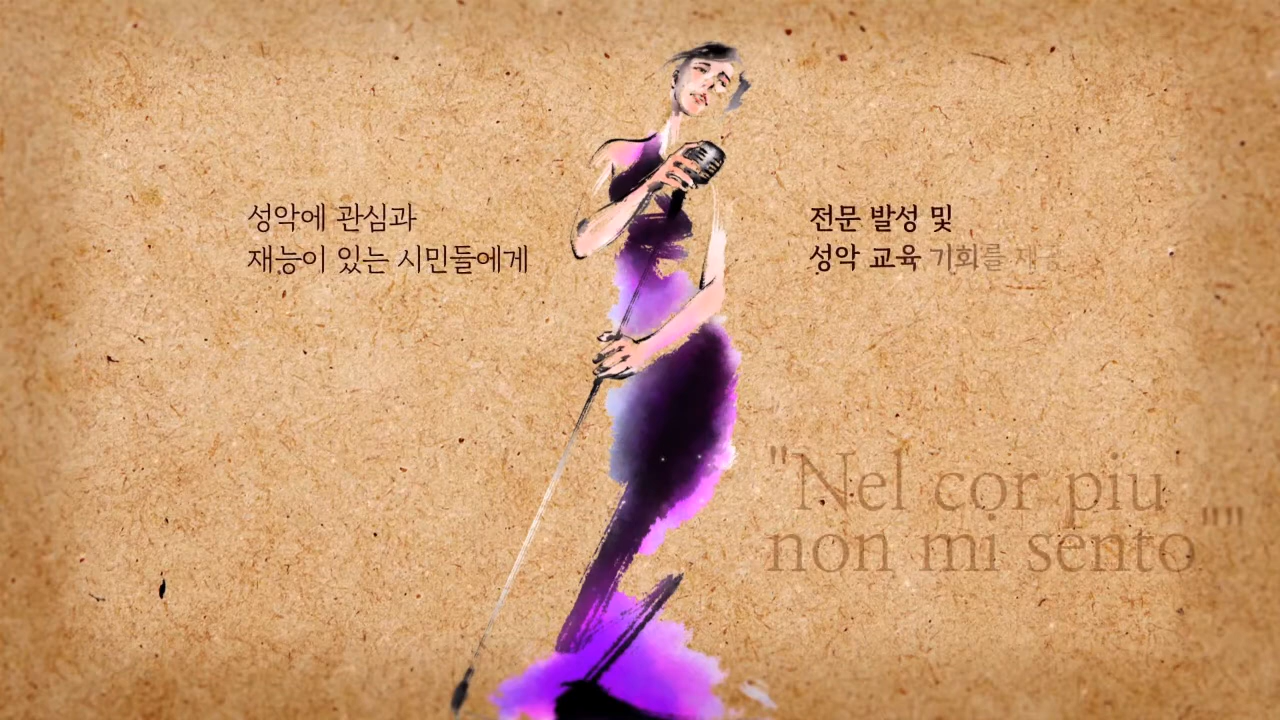 성악에 관심과
재능이 있는 시민들에게
전문 발성 및
성악 교육 기회를
"Nel cor piu
non mi sento """